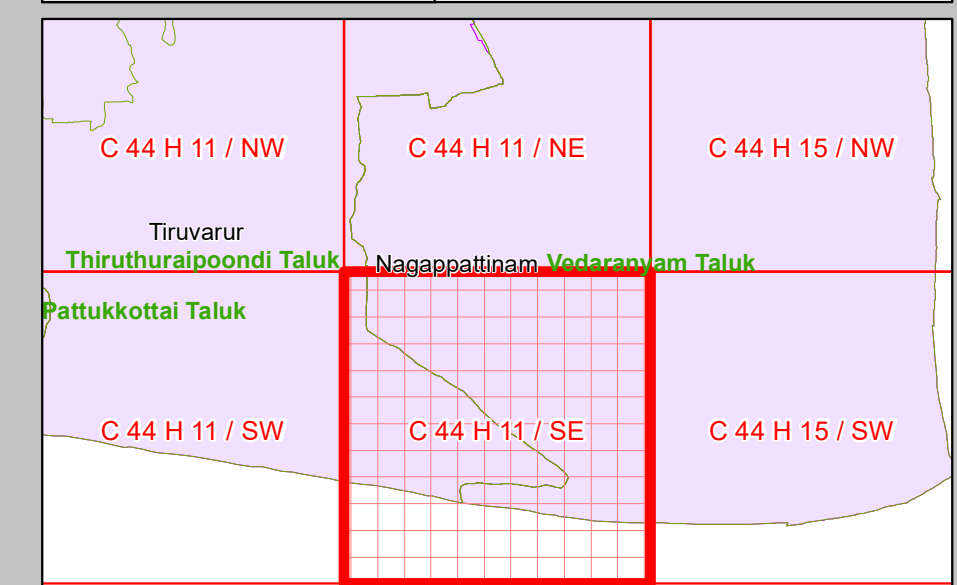 C 44 H 11 / NW
C 44 H 11 / NE
C 44 H 15 / NW
Tiruvarur
Thiruthuraipoondi Taluk
Nagappattinam
Vedaranyam Taluk
Pattukkottai Taluk
C 44 H 11 / SW
C 44 H 11 / SE
C 44 H 15 / SW